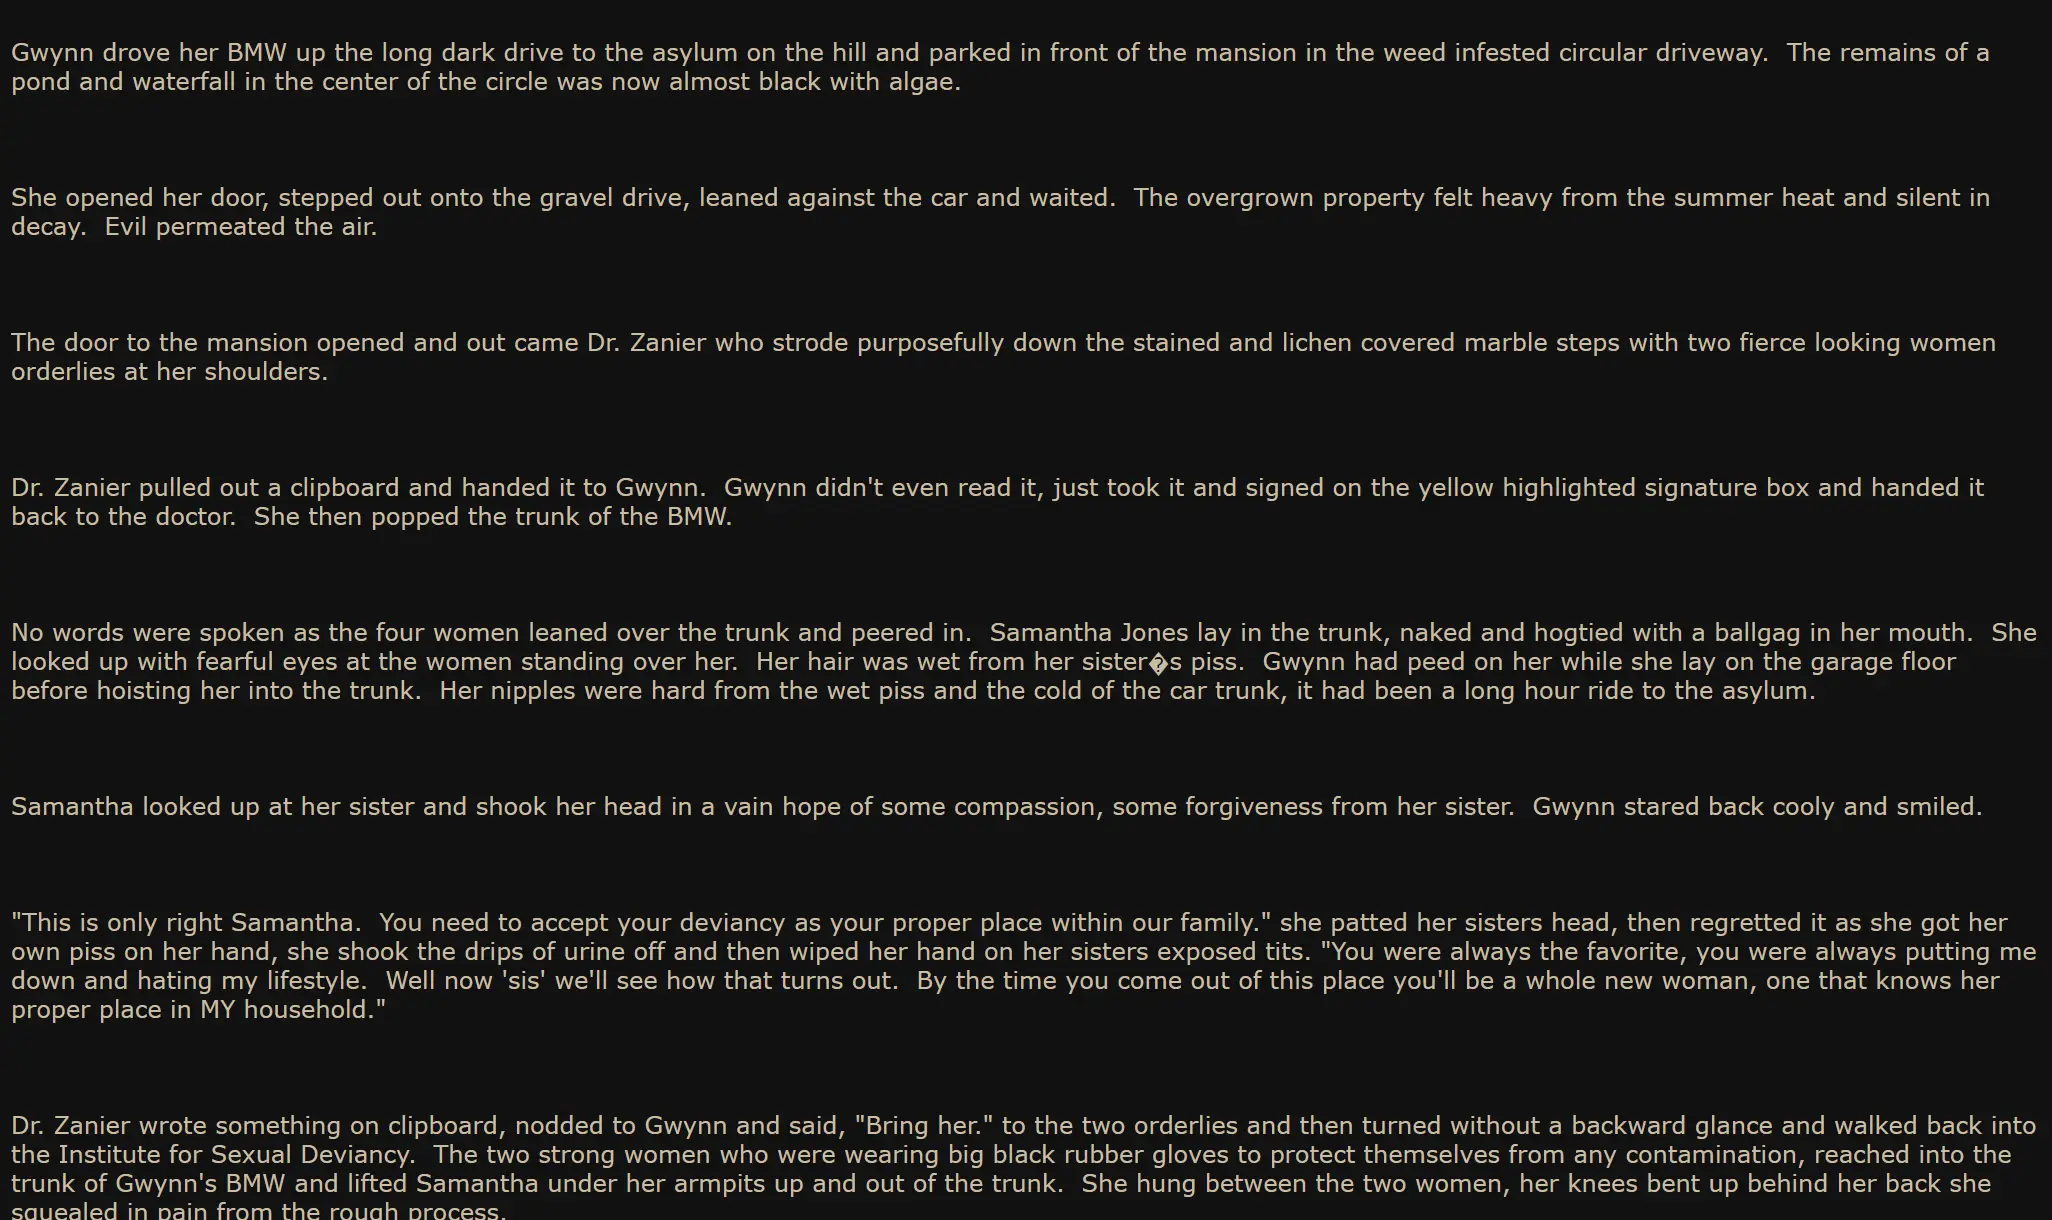 Gwynn drove her BMW up the long dark drive to the asylum on the hill and parked in front of the mansion in the weed infested circular driveway.  The remains of a
pond and waterfall in the center of the circle was now almost black with algae.
She opened her door, stepped out onto the gravel drive, leaned against the car and waited.  The overgrown property felt heavy from the summer heat and silent in
decay.  Evil permeated the air.
The door to the mansion opened and out came Dr. Zanier who strode purposefully down the stained and lichen covered marble steps with two fierce looking women
orderlies at her shoulders.
Dr. Zanier pulled out a clipboard and handed it to Gwynn.  Gwynn didn't even read it, just took it and signed on the yellow highlighted signature box and handed it
back to the doctor.  She then popped the trunk of the BMW.
No words were spoken as the four women leaned over the trunk and peered in.  Samantha Jones lay in the trunk, naked and hogtied with a ballgag in her mouth.  She
looked up with fearful eyes at the women standing over her.  Her hair was wet from her sister�s piss.  Gwynn had peed on her while she lay on the garage floor
before hoisting her into the trunk.  Her nipples were hard from the wet piss and the cold of the car trunk, it had been a long hour ride to the asylum.
Samantha looked up at her sister and shook her head in a vain hope of some compassion, some forgiveness from her sister.  Gwynn stared back cooly and smiled.
"This is only right Samantha.  You need to accept your deviancy as your proper place within our family." she patted her sisters head, then regretted it as she got her
own piss on her hand, she shook the drips of urine off and then wiped her hand on her sisters exposed tits. "You were always the favorite, you were always putting me
down and hating my lifestyle.  Well now 'sis' we'll see how that turns out.  By the time you come out of this place you'll be a whole new woman, one that knows her
proper place in MY household."
Dr. Zanier wrote something on clipboard, nodded to Gwynn and said, "Bring her." to the two orderlies and then turned without a backward glance and walked back into
the Institute for Sexual Deviancy.  The two strong women who were wearing big black rubber gloves to protect themselves from any contamination, reached into the
trunk of Gwynn's BMW and lifted Samantha under her armpits up and out of the trunk.  She hung between the two women, her knees bent up behind her back she
squealed in pain from the rough process.